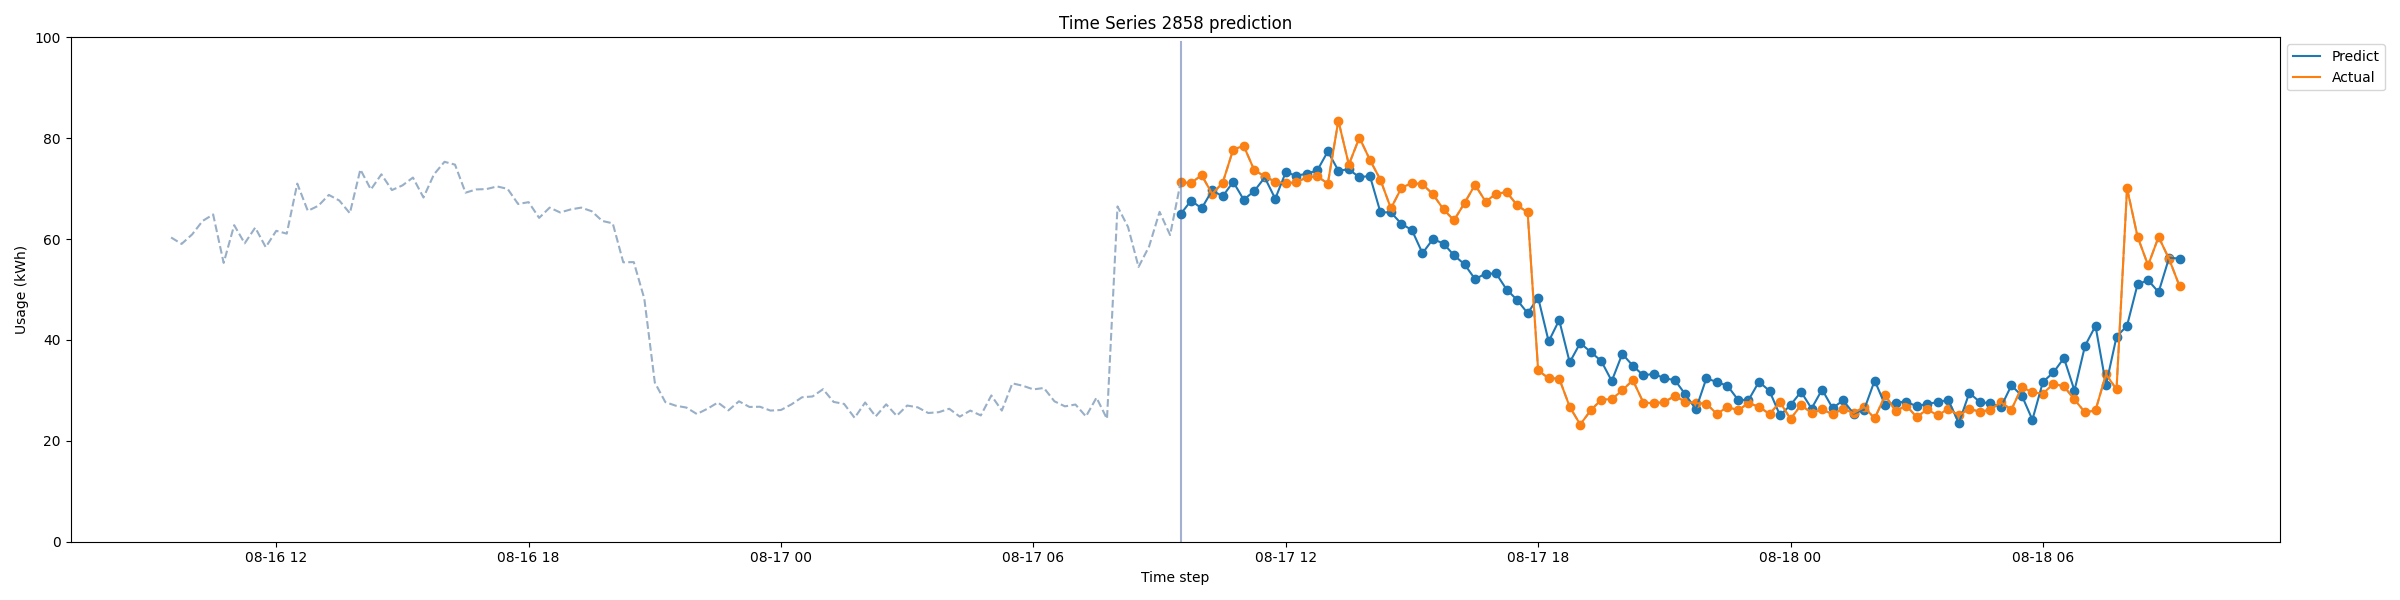 Time Series 2858 prediction
100
80
60
40
20
0
Usage (kWh)
08-16 12
08-16 18
08-17 00
08-17 06
08-17 12
08-17 18
08-18 00
08-18 06
Time step
Predict
Actual